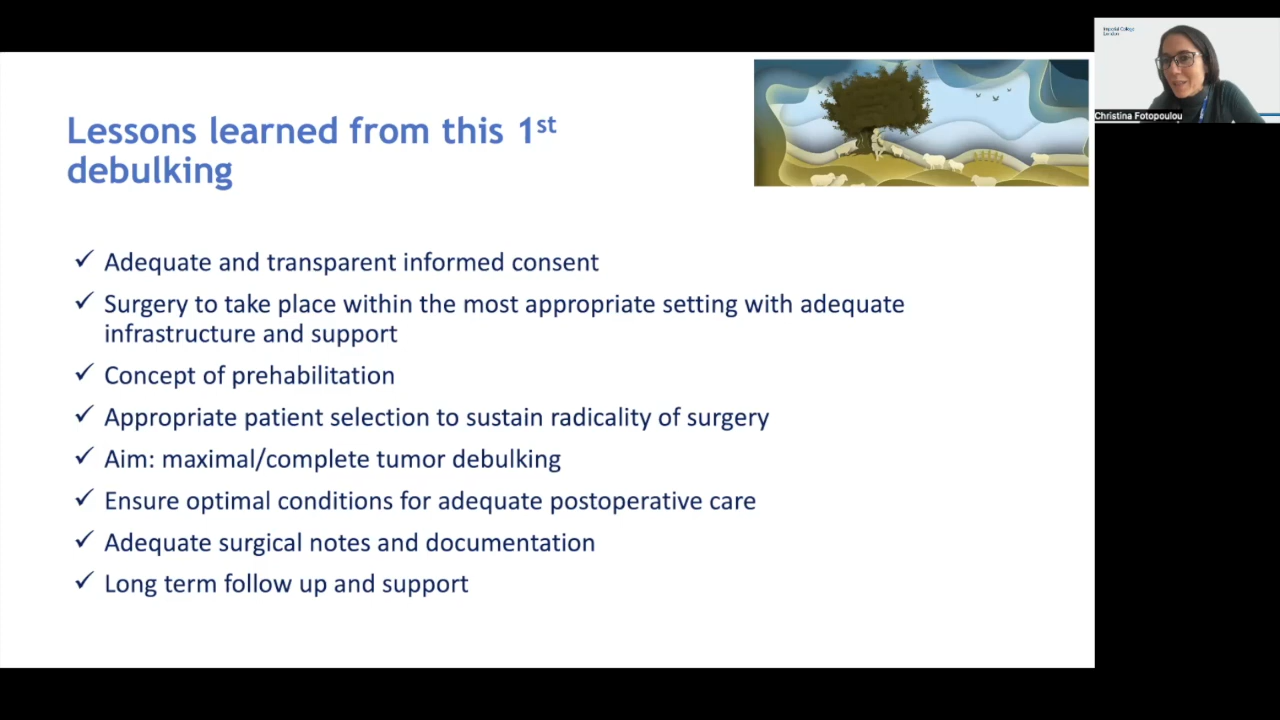 Lessons learned from this 1st
debulking
✓ Adequate and transparent informed consent
✓ Surgery to take place within the most appropriate setting with adequate
infrastructure and support
✓ Concept of prehabilitation
✓ Appropriate patient selection to sustain radicality of surgery
✓ Aim: maximal/complete tumor debulking
✓ Ensure optimal conditions for adequate postoperative care
✓ Adequate surgical notes and documentation
✓ Long term follow up and support
Imperial College
London
Christina Fotopoulou